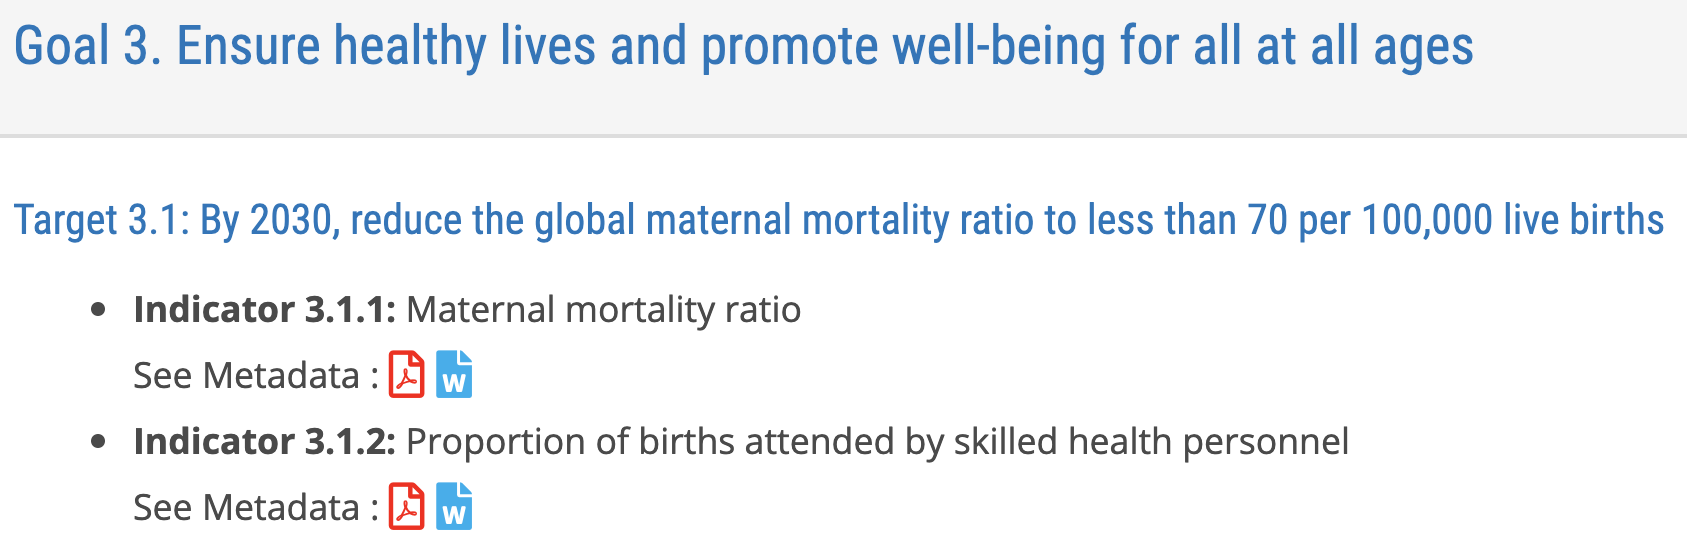 Goal 3. Ensure healthy lives and promote well-being for all at all ages
Target 3.1: By 2030, reduce the global maternal mortality ratio to less than 70 per 100,000 live births
• Indicator 3.1.1: Maternal mortality ratio
See Metadata : W
• Indicator 3.1.2: Proportion of births attended by skilled health personnel
See Metadata : W